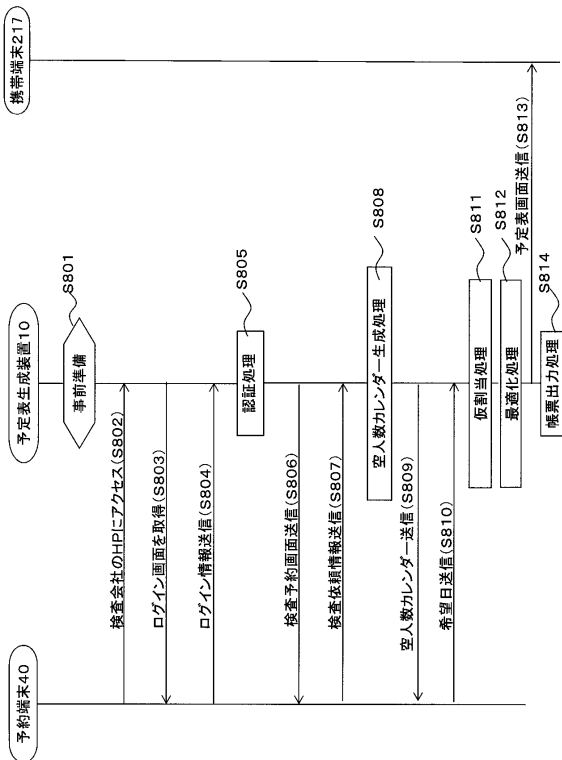 予約端末40
予定表生成装置10
携帯端末217
事前準備
S801
検査会社のHPにアクセス(S802)
ログイン画面を取得(S803)
ログイン情報送信(S804)
認証処理
S805
検査予約画面送信(S806)
検査依頼情報送信(S807)
空人数カレンダー生成処理
S808
空人数カレンダー送信(S809)
希望日送信(S810)
仮割当処理
S811
最適化処理
S812
予定表画面送信(S813)
帳票出力処理
S814